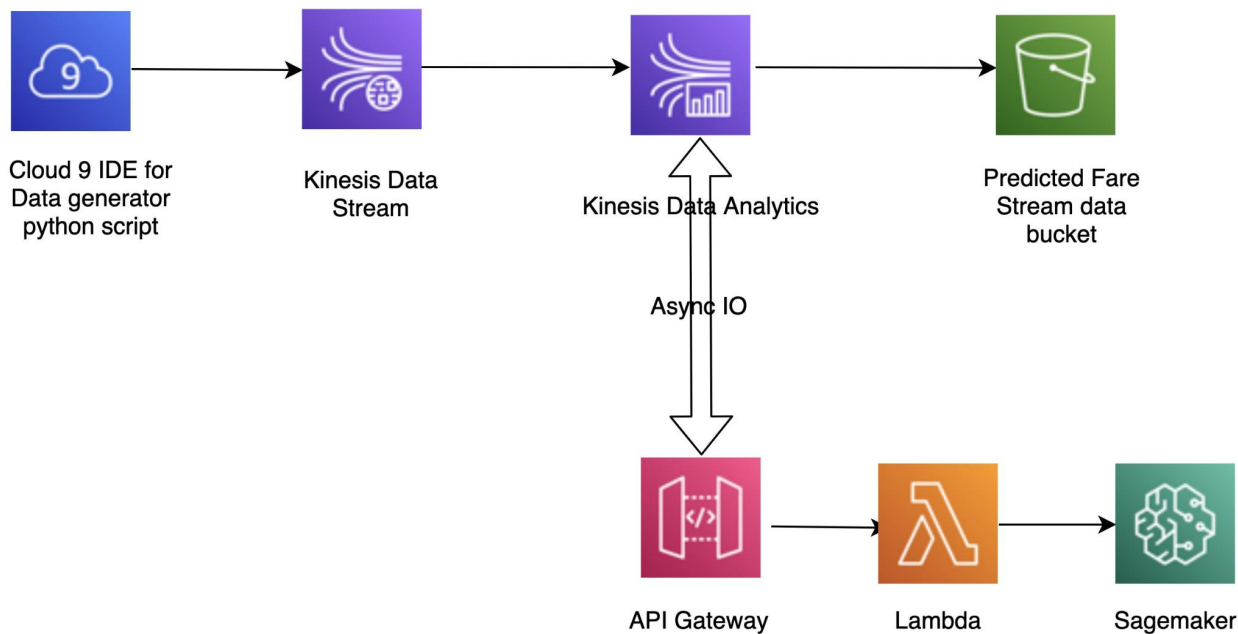 9
Cloud 9 IDE for
Data generator
python script
Kinesis Data
Stream
Kinesis Data Analytics
Predicted Fare
Stream data
bucket
Async IO
</>
API Gateway
Lambda
Sagemaker